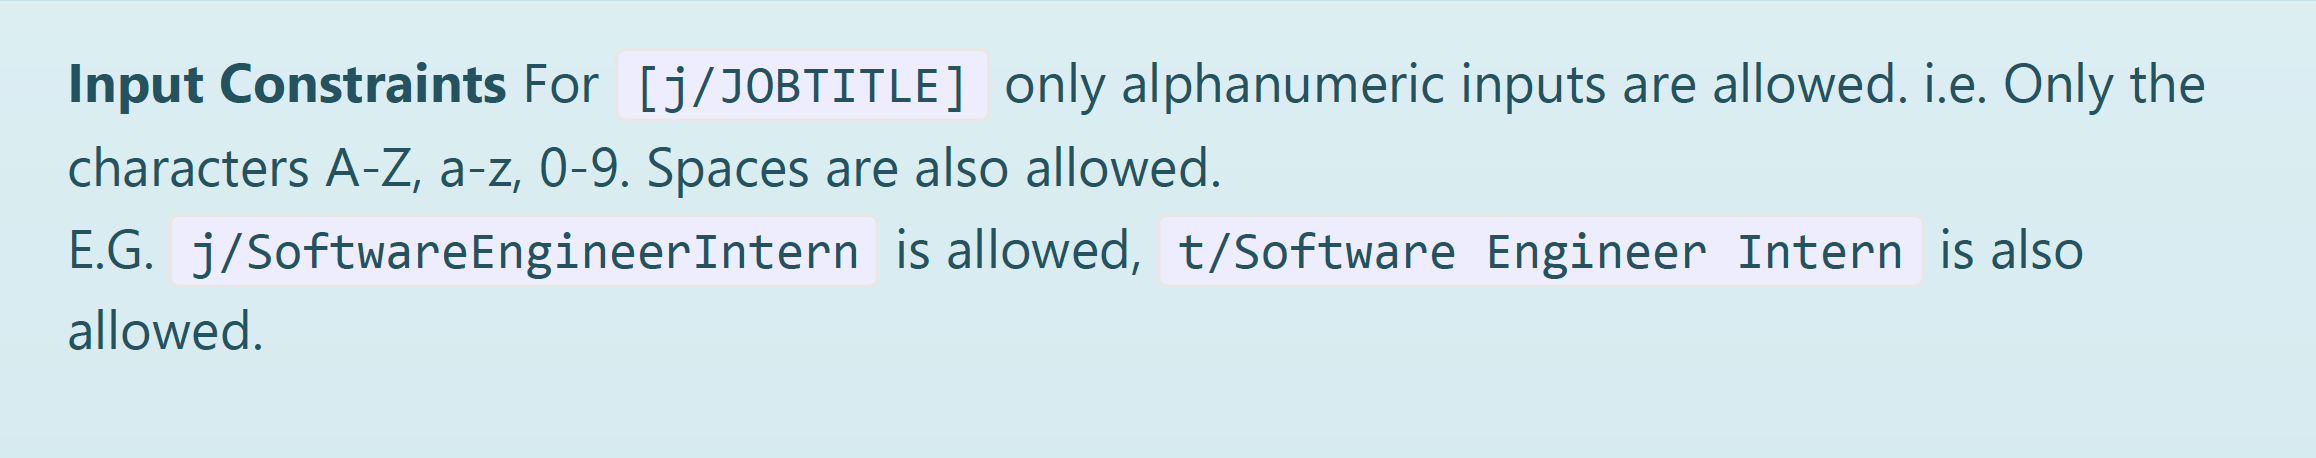 Input Constraints For [j/JOBTITLE] only alphanumeric inputs are allowed. i.e. Only the
characters A-Z, a-z, 0-9. Spaces are also allowed.
E.G. j/SoftwareEngineerIntern is allowed, t/Software Engineer Intern is also
allowed.